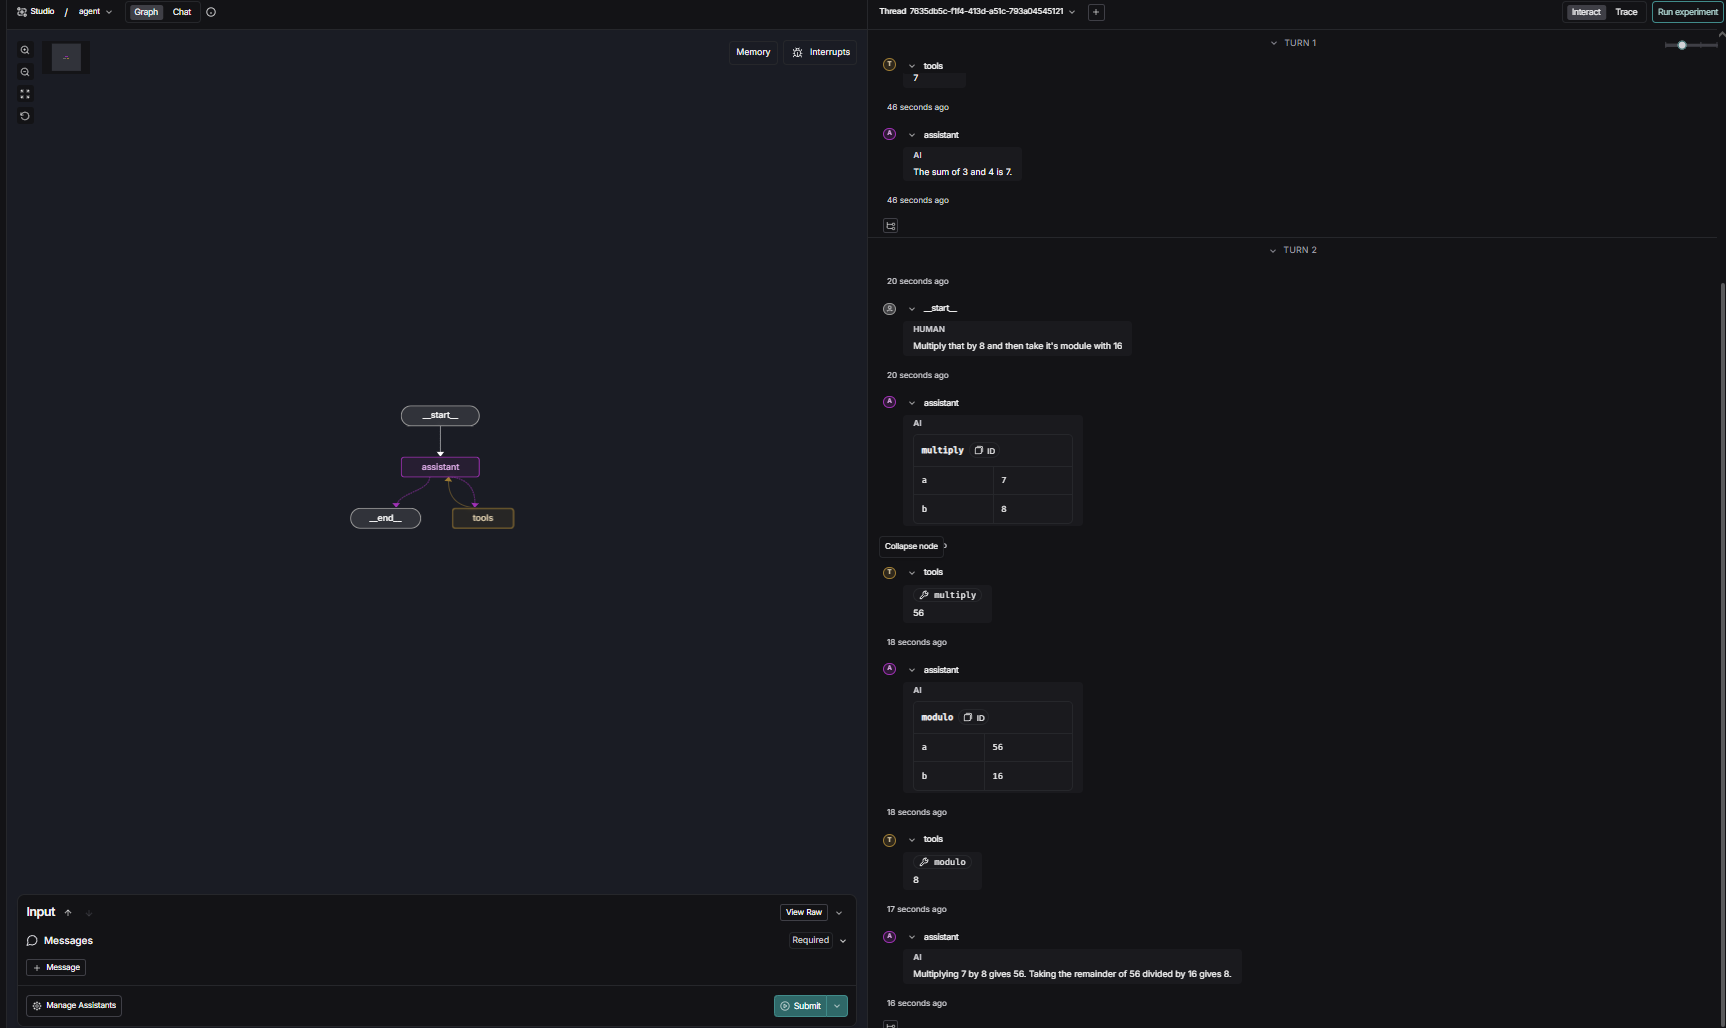 Studio / agent
Graph Chat
Memory Interrupts
__start__
assistant
__end__ tools
Input
View Raw
Messages
Required
+ Message
Manage Assistants
Submit
Thread 7635db5c-f1f4-413d-a51c-793a04545121
+
Interact Trace Run experiment
TURN 1
T tools
7
46 seconds ago
A assistant
AI
The sum of 3 and 4 is 7.
46 seconds ago
TURN 2
20 seconds ago
__start__
HUMAN
Multiply that by 8 and then take it's module with 16
20 seconds ago
A assistant
AI
multiply ID
a 7
b 8
Collapse node
T tools
multiply
56
18 seconds ago
A assistant
AI
modulo ID
a 56
b 16
18 seconds ago
T tools
modulo
8
17 seconds ago
A assistant
AI
Multiplying 7 by 8 gives 56. Taking the remainder of 56 divided by 16 gives 8.
16 seconds ago